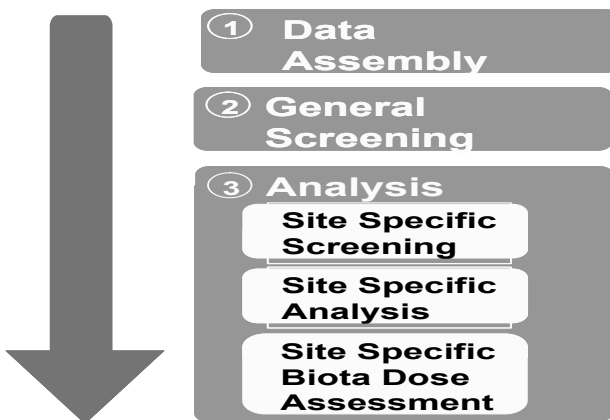 1 Data
Assembly
2 General
Screening
3 Analysis
Site Specific
Screening
Site Specific
Analysis
Site Specific
Biota Dose
Assessment